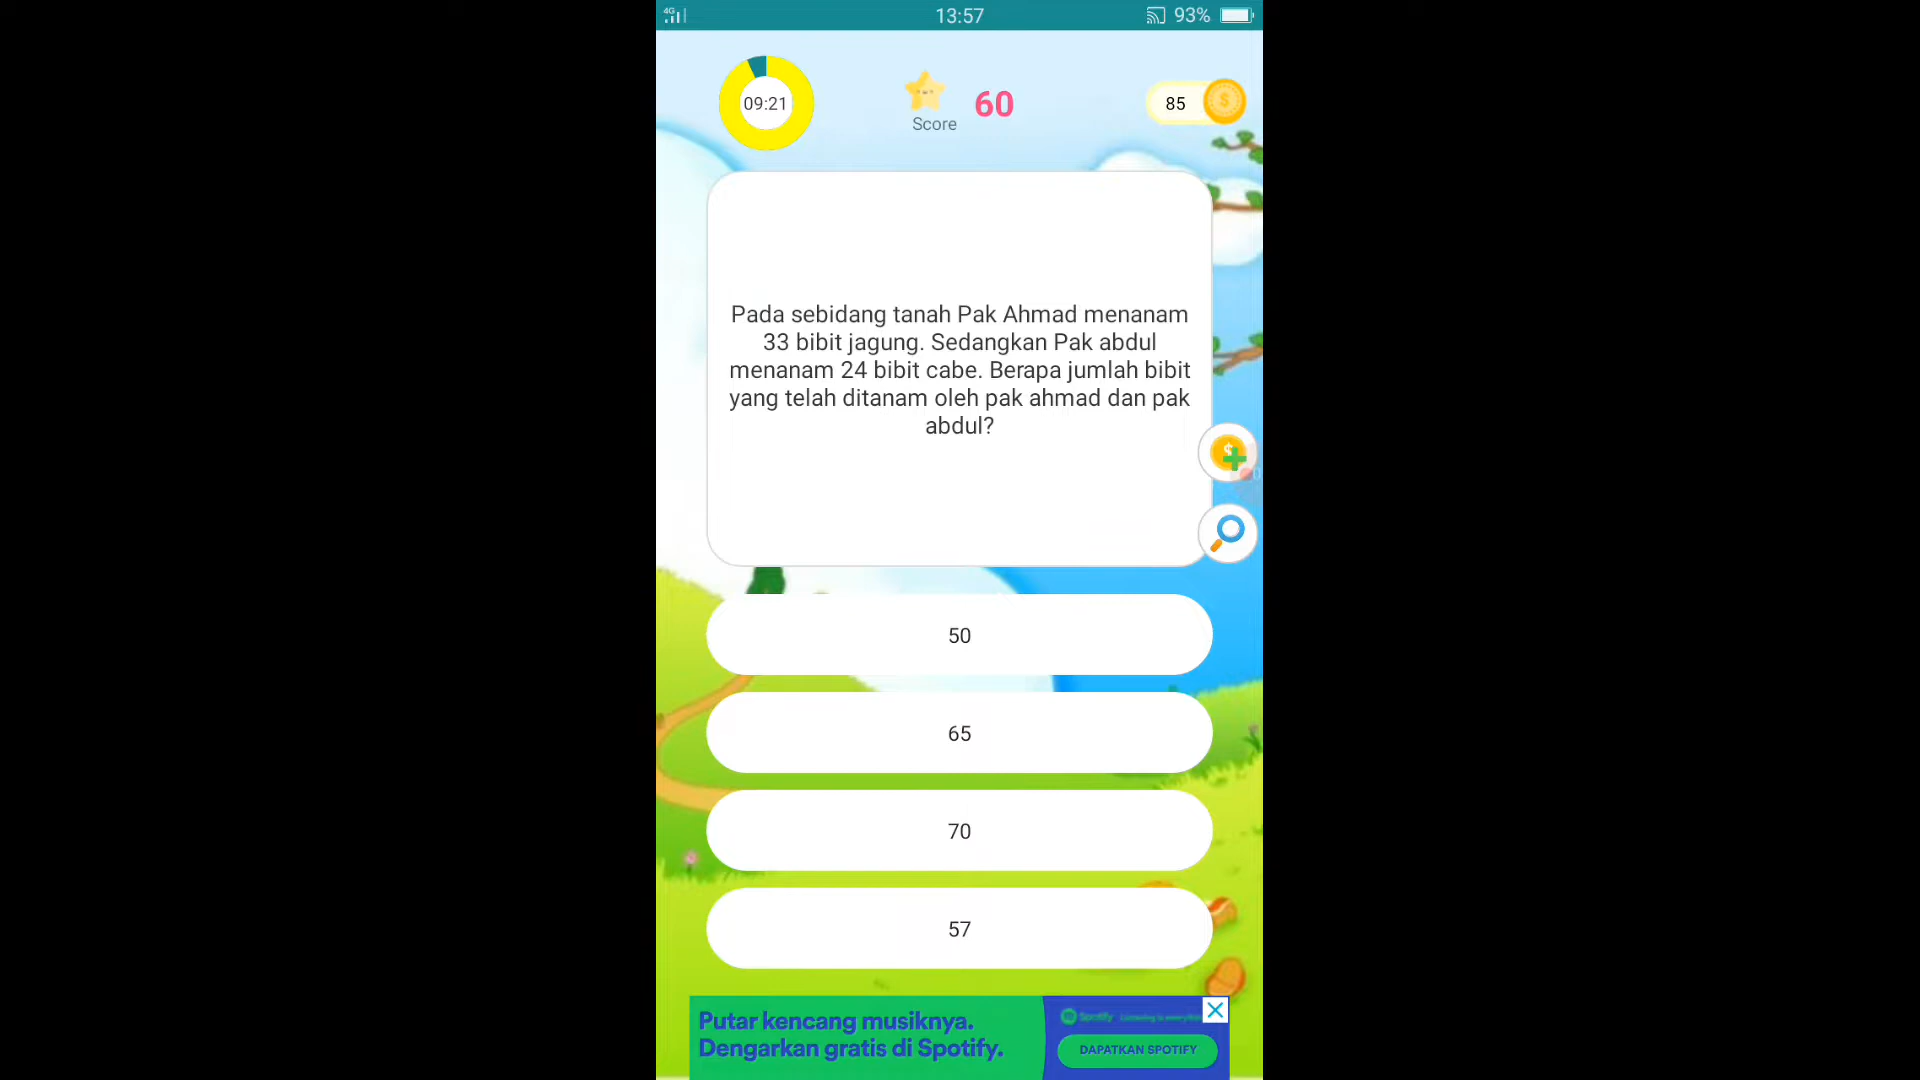 4G
13:57
93%
09:21
Score
60
85
Pada sebidang tanah Pak Ahmad menanam
33 bibit jagung. Sedangkan Pak abdul
menanam 24 bibit cabe. Berapa jumlah bibit
yang telah ditanam oleh pak ahmad dan pak
abdul?
50
65
70
57
Putar kencang musiknya.
Dengarkan gratis di Spotify.
Spotify
DAPATKAN SPOTIFY